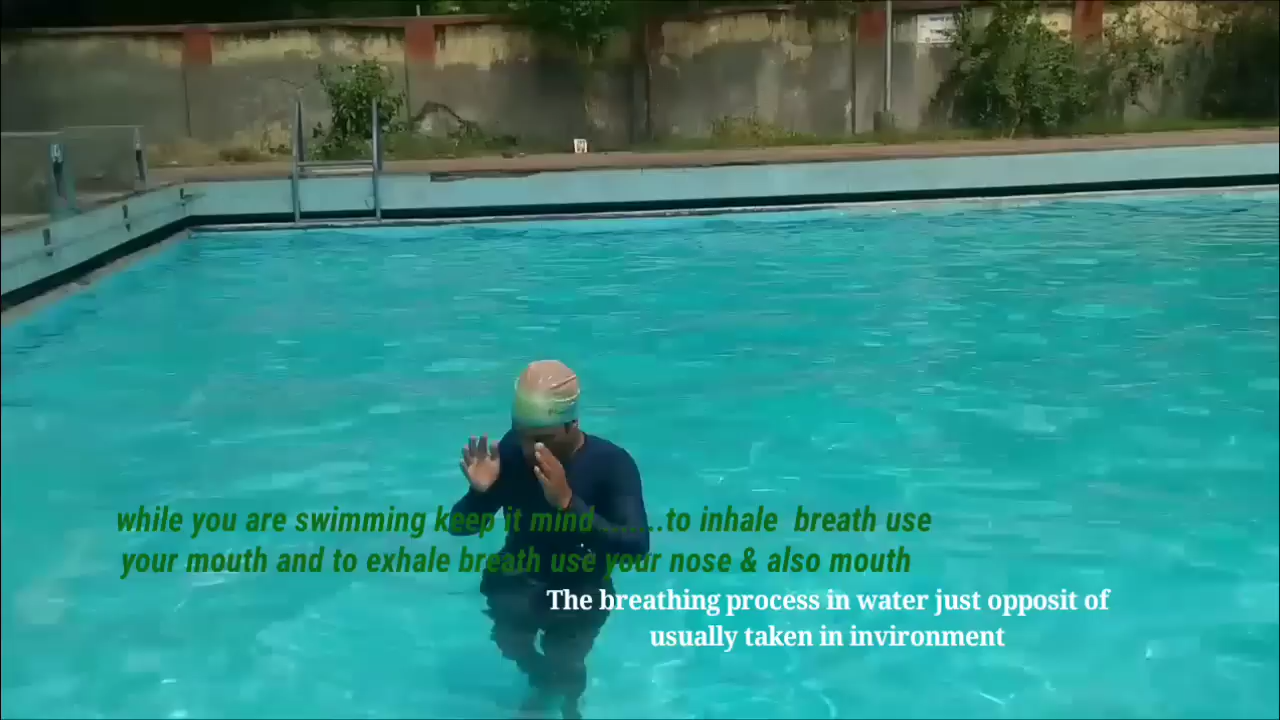 while you are swimming keep it mind........to inhale breath use
your mouth and to exhale breath use your nose & also mouth
The breathing process in water just opposit of
usually taken in invironment